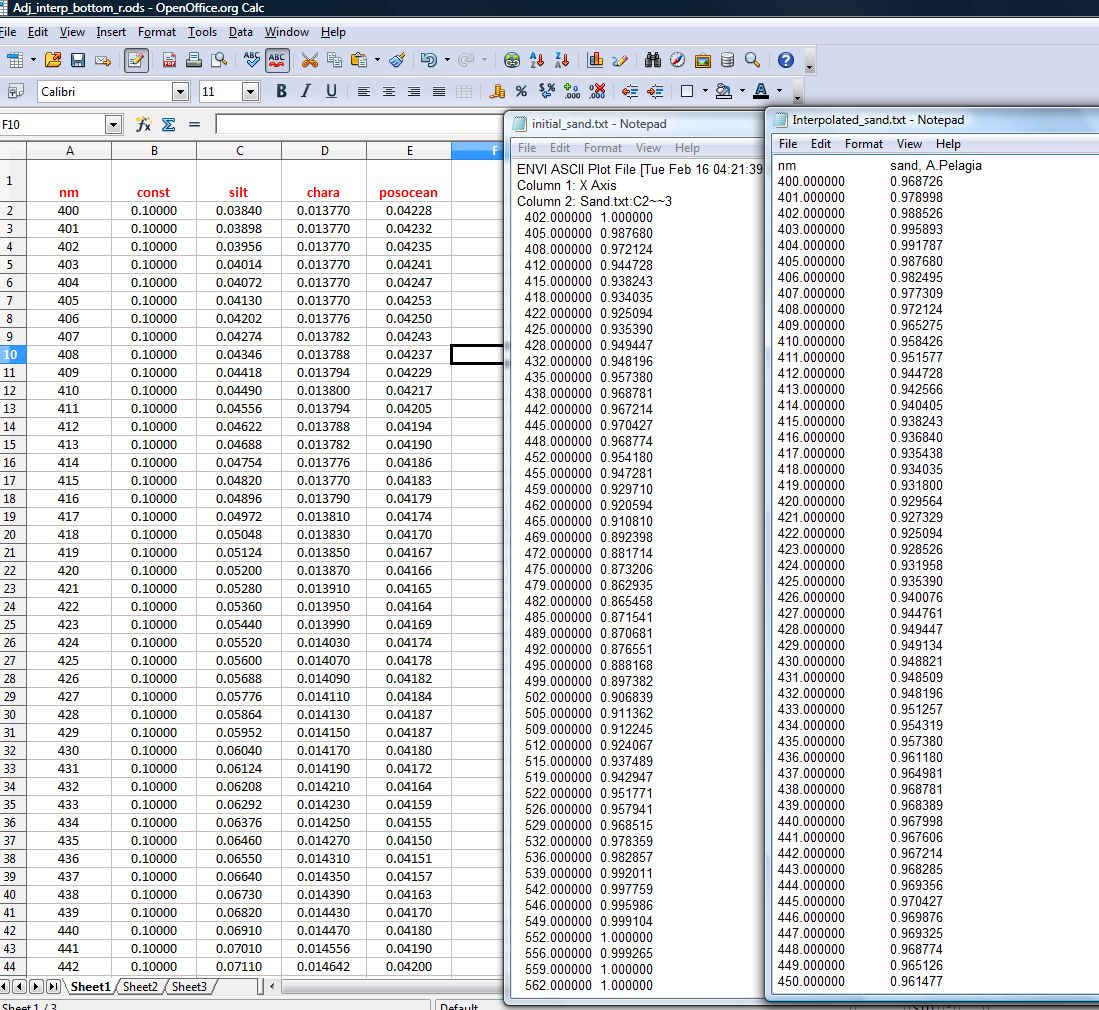 Adj_interp_bottom_r.ods - OpenOffice.org Calc
File Edit View Insert Format Tools Data Window Help
Calibri 11 B I U
F10
A B C D E F
1 nm const silt chara posocean
2 400 0.10000 0.03840 0.013770 0.04228
3 401 0.10000 0.03898 0.013770 0.04232
4 402 0.10000 0.03956 0.013770 0.04235
5 403 0.10000 0.04014 0.013770 0.04241
6 404 0.10000 0.04072 0.013770 0.04247
7 405 0.10000 0.04130 0.013770 0.04253
8 406 0.10000 0.04202 0.013776 0.04250
9 407 0.10000 0.04274 0.013782 0.04243
10 408 0.10000 0.04346 0.013788 0.04237
11 409 0.10000 0.04418 0.013794 0.04229
12 410 0.10000 0.04490 0.013800 0.04217
13 411 0.10000 0.04556 0.013794 0.04205
14 412 0.10000 0.04622 0.013788 0.04194
15 413 0.10000 0.04688 0.013782 0.04190
16 414 0.10000 0.04754 0.013776 0.04186
17 415 0.10000 0.04820 0.013770 0.04183
18 416 0.10000 0.04896 0.013790 0.04179
19 417 0.10000 0.04972 0.013810 0.04174
20 418 0.10000 0.05048 0.013830 0.04170
21 419 0.10000 0.05124 0.013850 0.04167
22 420 0.10000 0.05200 0.013870 0.04166
23 421 0.10000 0.05280 0.013910 0.04165
24 422 0.10000 0.05360 0.013950 0.04164
25 423 0.10000 0.05440 0.013990 0.04169
26 424 0.10000 0.05520 0.014030 0.04174
27 425 0.10000 0.05600 0.014070 0.04178
28 426 0.10000 0.05688 0.014090 0.04182
29 427 0.10000 0.05776 0.014110 0.04184
30 428 0.10000 0.05864 0.014130 0.04187
31 429 0.10000 0.05952 0.014150 0.04187
32 430 0.10000 0.06040 0.014170 0.04180
33 431 0.10000 0.06124 0.014190 0.04172
34 432 0.10000 0.06208 0.014210 0.04164
35 433 0.10000 0.06292 0.014230 0.04159
36 434 0.10000 0.06376 0.014250 0.04155
37 435 0.10000 0.06460 0.014270 0.04150
38 436 0.10000 0.06550 0.014310 0.04151
39 437 0.10000 0.06640 0.014350 0.04157
40 438 0.10000 0.06730 0.014390 0.04163
41 439 0.10000 0.06820 0.014430 0.04170
42 440 0.10000 0.06910 0.014470 0.04180
43 441 0.10000 0.07010 0.014556 0.04190
44 442 0.10000 0.07110 0.014642 0.04200
Sheet1 Sheet2 Sheet3
Sheet 1 / 3 Default
initial_sand.txt - Notepad
File Edit Format View Help
ENVI ASCII Plot File [Tue Feb 16 04:21:39
Column 1: X Axis
Column 2: Sand.txt:C2~~3
402.000000 1.000000
405.000000 0.987680
408.000000 0.972124
412.000000 0.944728
415.000000 0.938243
418.000000 0.934035
422.000000 0.925094
425.000000 0.935390
428.000000 0.949447
432.000000 0.948196
435.000000 0.957380
438.000000 0.968781
442.000000 0.967214
445.000000 0.970427
448.000000 0.968774
452.000000 0.954180
455.000000 0.947281
459.000000 0.929710
462.000000 0.920594
465.000000 0.910810
469.000000 0.892398
472.000000 0.881714
475.000000 0.873206
479.000000 0.862935
482.000000 0.865458
485.000000 0.871541
489.000000 0.870681
492.000000 0.876551
495.000000 0.888168
499.000000 0.897382
502.000000 0.906839
505.000000 0.911362
509.000000 0.912245
512.000000 0.924067
515.000000 0.937489
519.000000 0.942947
522.000000 0.951771
526.000000 0.957941
529.000000 0.968515
532.000000 0.978359
536.000000 0.982857
539.000000 0.992011
542.000000 0.997759
546.000000 0.995986
549.000000 0.999104
552.000000 1.000000
556.000000 0.999265
559.000000 1.000000
562.000000 1.000000
Interpolated_sand.txt - Notepad
File Edit Format View Help
nm sand, A.Pelagia
400.000000 0.968726
401.000000 0.978998
402.000000 0.988526
403.000000 0.995893
404.000000 0.991787
405.000000 0.987680
406.000000 0.982495
407.000000 0.977309
408.000000 0.972124
409.000000 0.965275
410.000000 0.958426
411.000000 0.951577
412.000000 0.944728
413.000000 0.942566
414.000000 0.940405
415.000000 0.938243
416.000000 0.936840
417.000000 0.935438
418.000000 0.934035
419.000000 0.931800
420.000000 0.929564
421.000000 0.927329
422.000000 0.925094
423.000000 0.928526
424.000000 0.931958
425.000000 0.935390
426.000000 0.940076
427.000000 0.944761
428.000000 0.949447
429.000000 0.949134
430.000000 0.948821
431.000000 0.948509
432.000000 0.948196
433.000000 0.951257
434.000000 0.954319
435.000000 0.957380
436.000000 0.961180
437.000000 0.964981
438.000000 0.968781
439.000000 0.968389
440.000000 0.967998
441.000000 0.967606
442.000000 0.967214
443.000000 0.968285
444.000000 0.969356
445.000000 0.970427
446.000000 0.969876
447.000000 0.969325
448.000000 0.968774
449.000000 0.965126
450.000000 0.961477